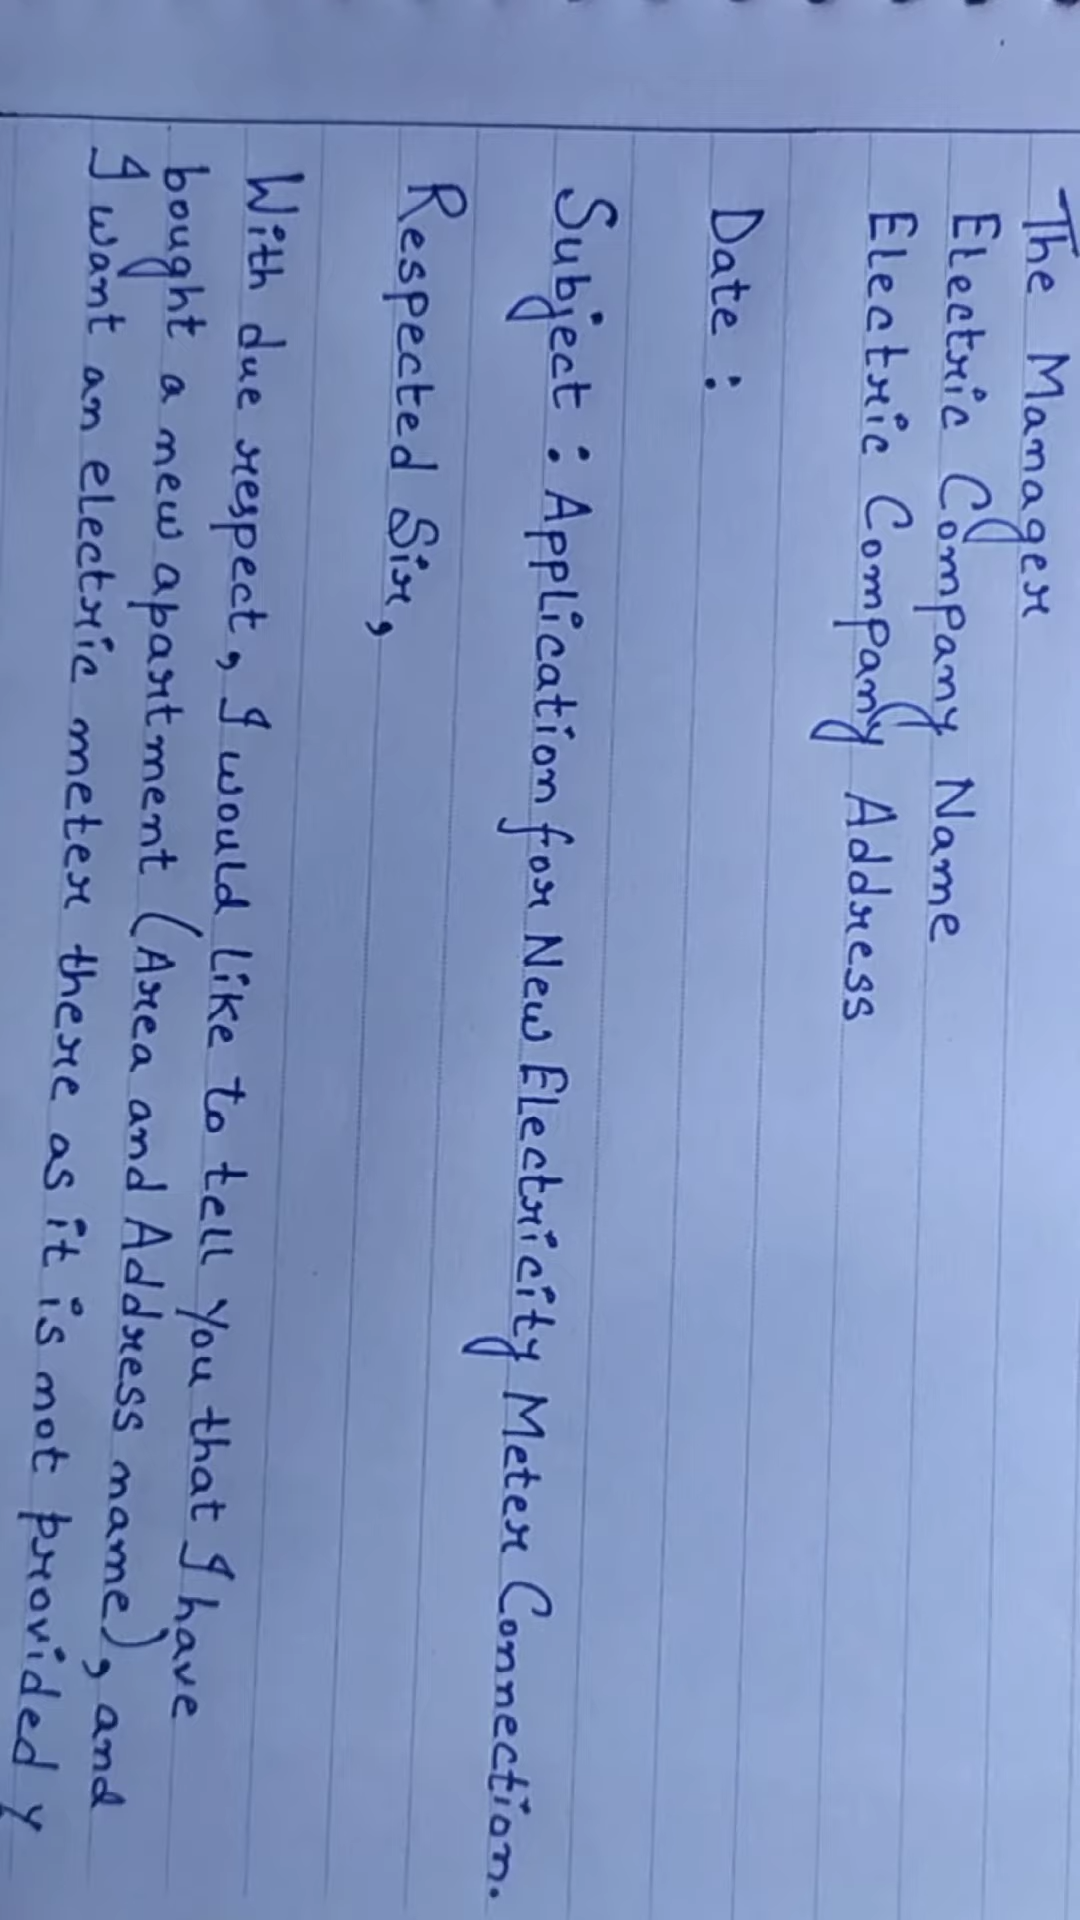 The Manager
Electric Company Name
Electric Company Address
Date :
Subject : Application for New Electricity Meter Connection.
Respected Sir,
With due respect, I would like to tell you that I have
bought a new apartment (Area and Address name), and
I want an electric meter there as it is not provided y